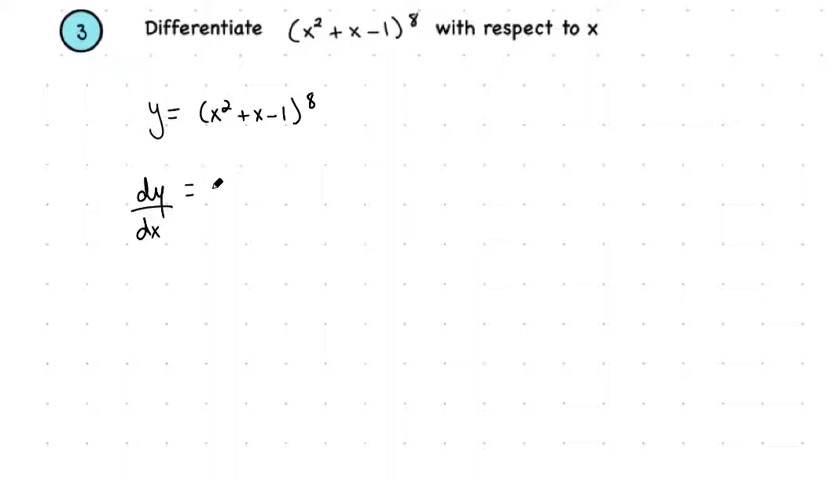 3 Differentiate (x² + x − 1)⁸ with respect to x
y = (x² + x − 1)⁸
dy/dx =